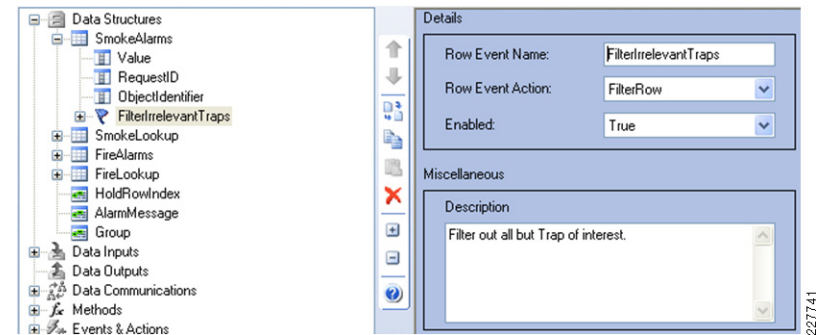 Data Structures
SmokeAlarms
Value
RequestID
ObjectIdentifier
FilterIrrelevantTraps
SmokeLookup
FireAlarms
FireLookup
HoldRowIndex
AlarmMessage
Group
Data Inputs
Data Outputs
Data Communications
Methods
Events & Actions
Details
Row Event Name: FilterIrrelevantTraps
Row Event Action: FilterRow
Enabled: True
Miscellaneous
Description
Filter out all but Trap of interest.
227741